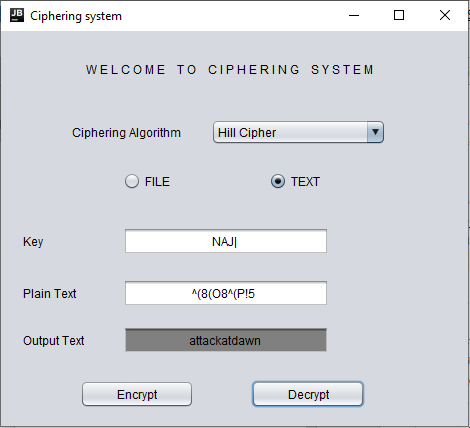 JB Ciphering system
WELCOME TO CIPHERING SYSTEM
Ciphering Algorithm Hill Cipher
FILE TEXT
Key NAJ|
Plain Text ^(8(O8^(P!5
Output Text attackatdawn
Encrypt Decrypt